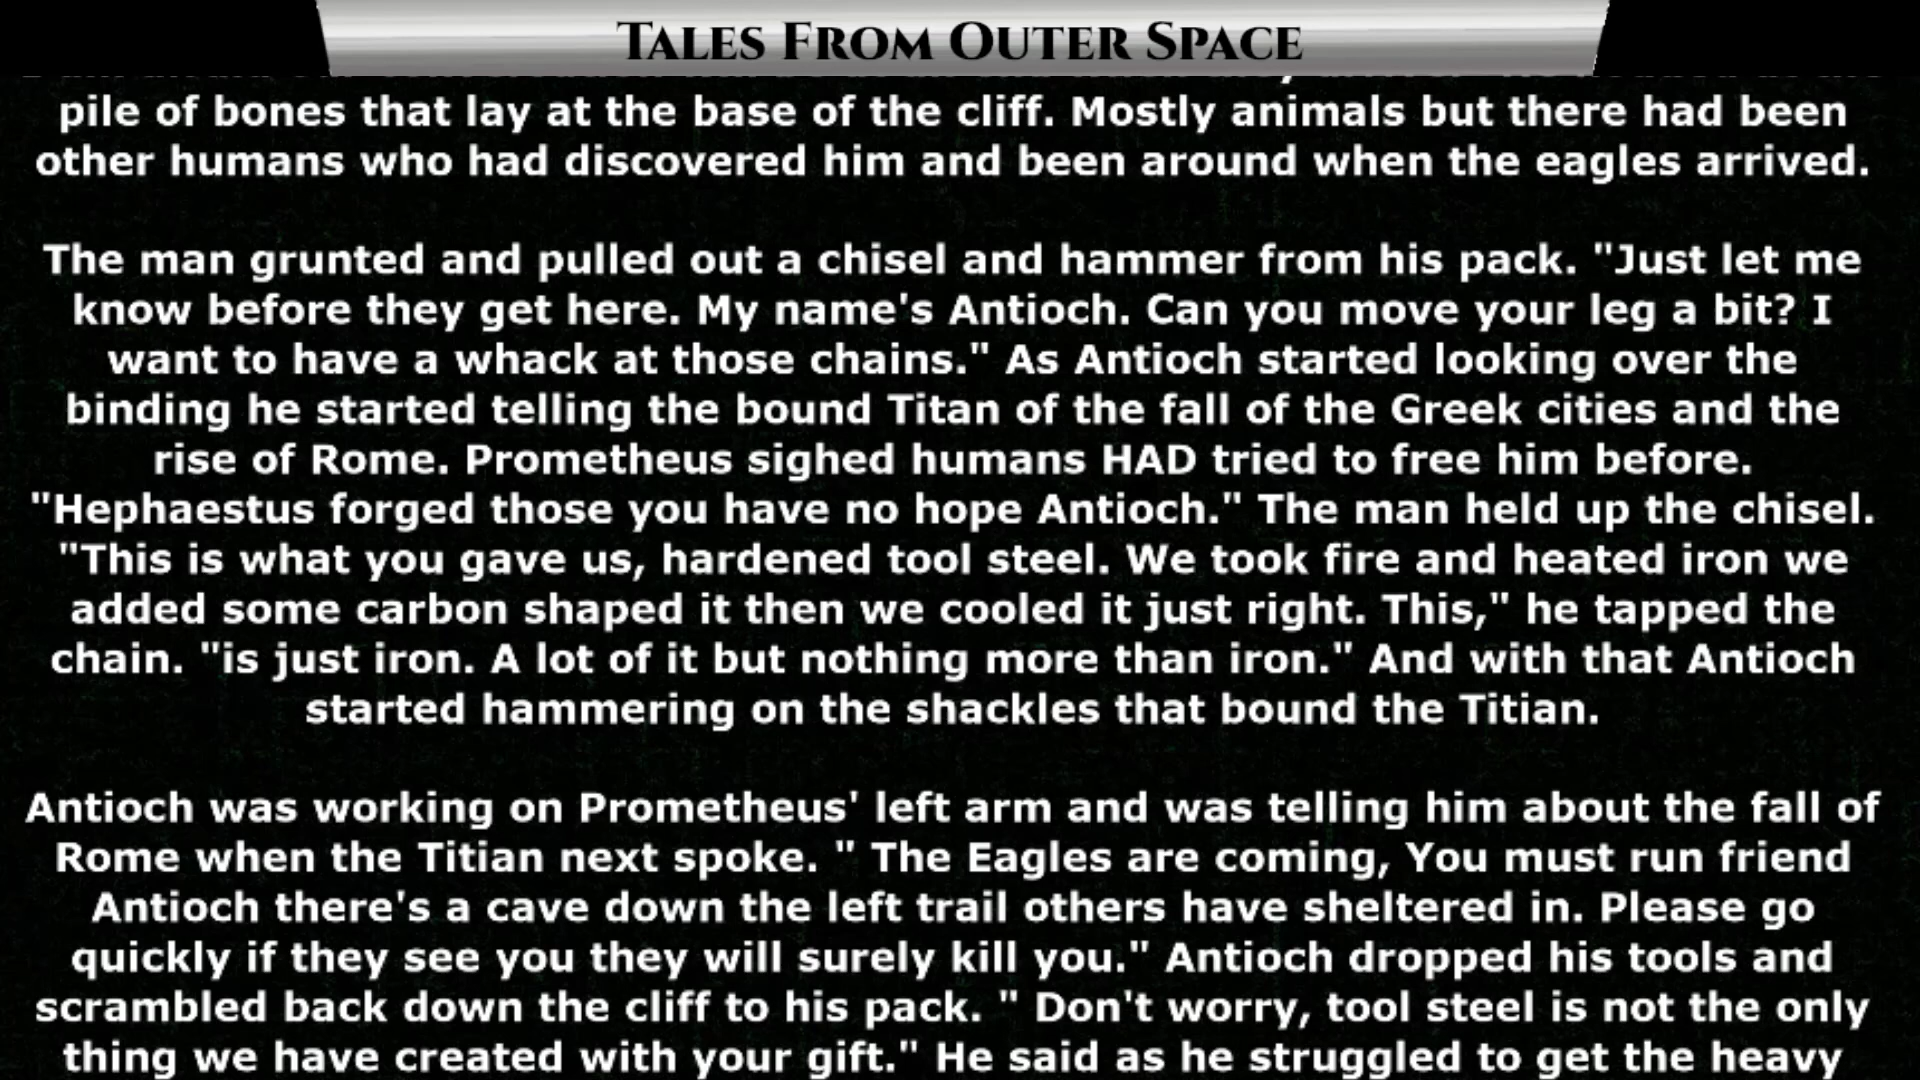 Tales From Outer Space
pile of bones that lay at the base of the cliff. Mostly animals but there had been
other humans who had discovered him and been around when the eagles arrived.
The man grunted and pulled out a chisel and hammer from his pack. "Just let me
know before they get here. My name's Antioch. Can you move your leg a bit? I
want to have a whack at those chains." As Antioch started looking over the
binding he started telling the bound Titan of the fall of the Greek cities and the
rise of Rome. Prometheus sighed humans HAD tried to free him before.
"Hephaestus forged those you have no hope Antioch." The man held up the chisel.
"This is what you gave us, hardened tool steel. We took fire and heated iron we
added some carbon shaped it then we cooled it just right. This," he tapped the
chain. "is just iron. A lot of it but nothing more than iron." And with that Antioch
started hammering on the shackles that bound the Titian.
Antioch was working on Prometheus' left arm and was telling him about the fall of
Rome when the Titian next spoke. " The Eagles are coming, You must run friend
Antioch there's a cave down the left trail others have sheltered in. Please go
quickly if they see you they will surely kill you." Antioch dropped his tools and
scrambled back down the cliff to his pack. " Don't worry, tool steel is not the only
thing we have created with your gift." He said as he struggled to get the heavy